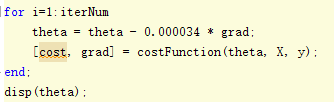 for i=1:iterNum
theta = theta - 0.000034 * grad;
[cost, grad] = costFunction(theta, X, y);
end;
disp(theta);